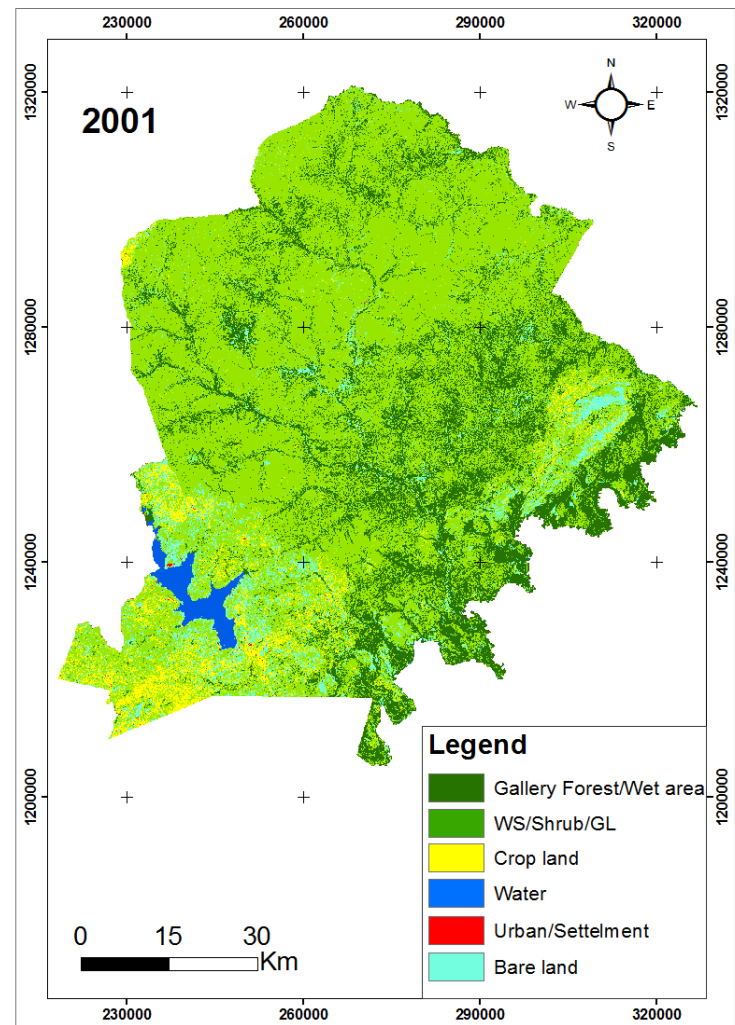 230000 260000 290000 320000
1320000 1320000
2001
N
W E
S
1280000 1280000
1240000 1240000
1200000 1200000
Legend
Gallery Forest/Wet area
WS/Shrub/GL
Crop land
Water
Urban/Settelment
Bare land
0 15 30
Km
230000 260000 290000 320000